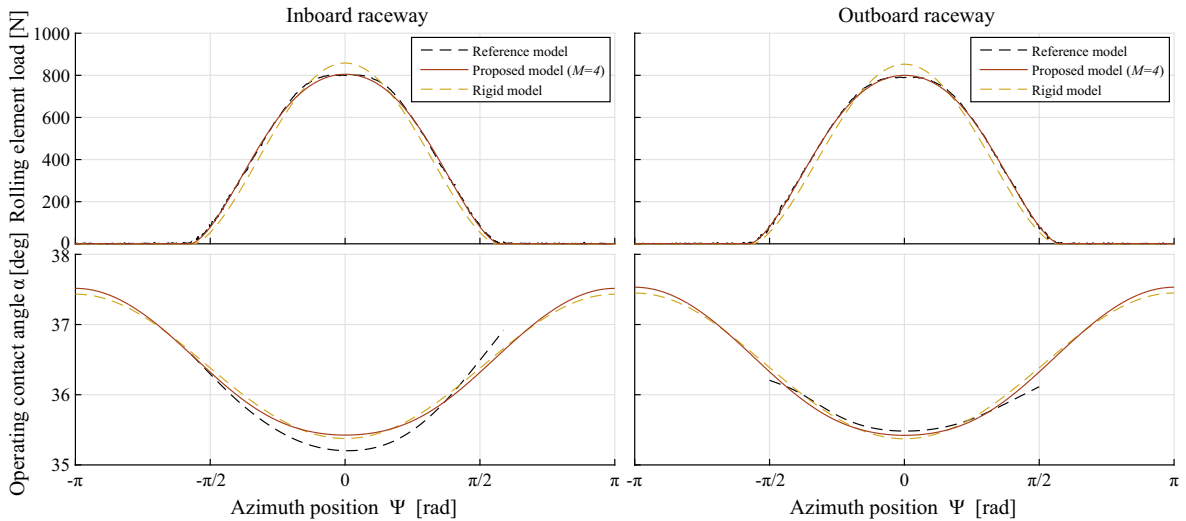 Inboard raceway
Outboard raceway
Rolling element load [N]
1000
800
600
400
200
0
Reference model
Proposed model (M=4)
Rigid model
Reference model
Proposed model (M=4)
Rigid model
Operating contact angle α [deg]
38
37
36
35
-π
-π/2
0
π/2
π
-π
-π/2
0
π/2
π
Azimuth position Ψ [rad]
Azimuth position Ψ [rad]